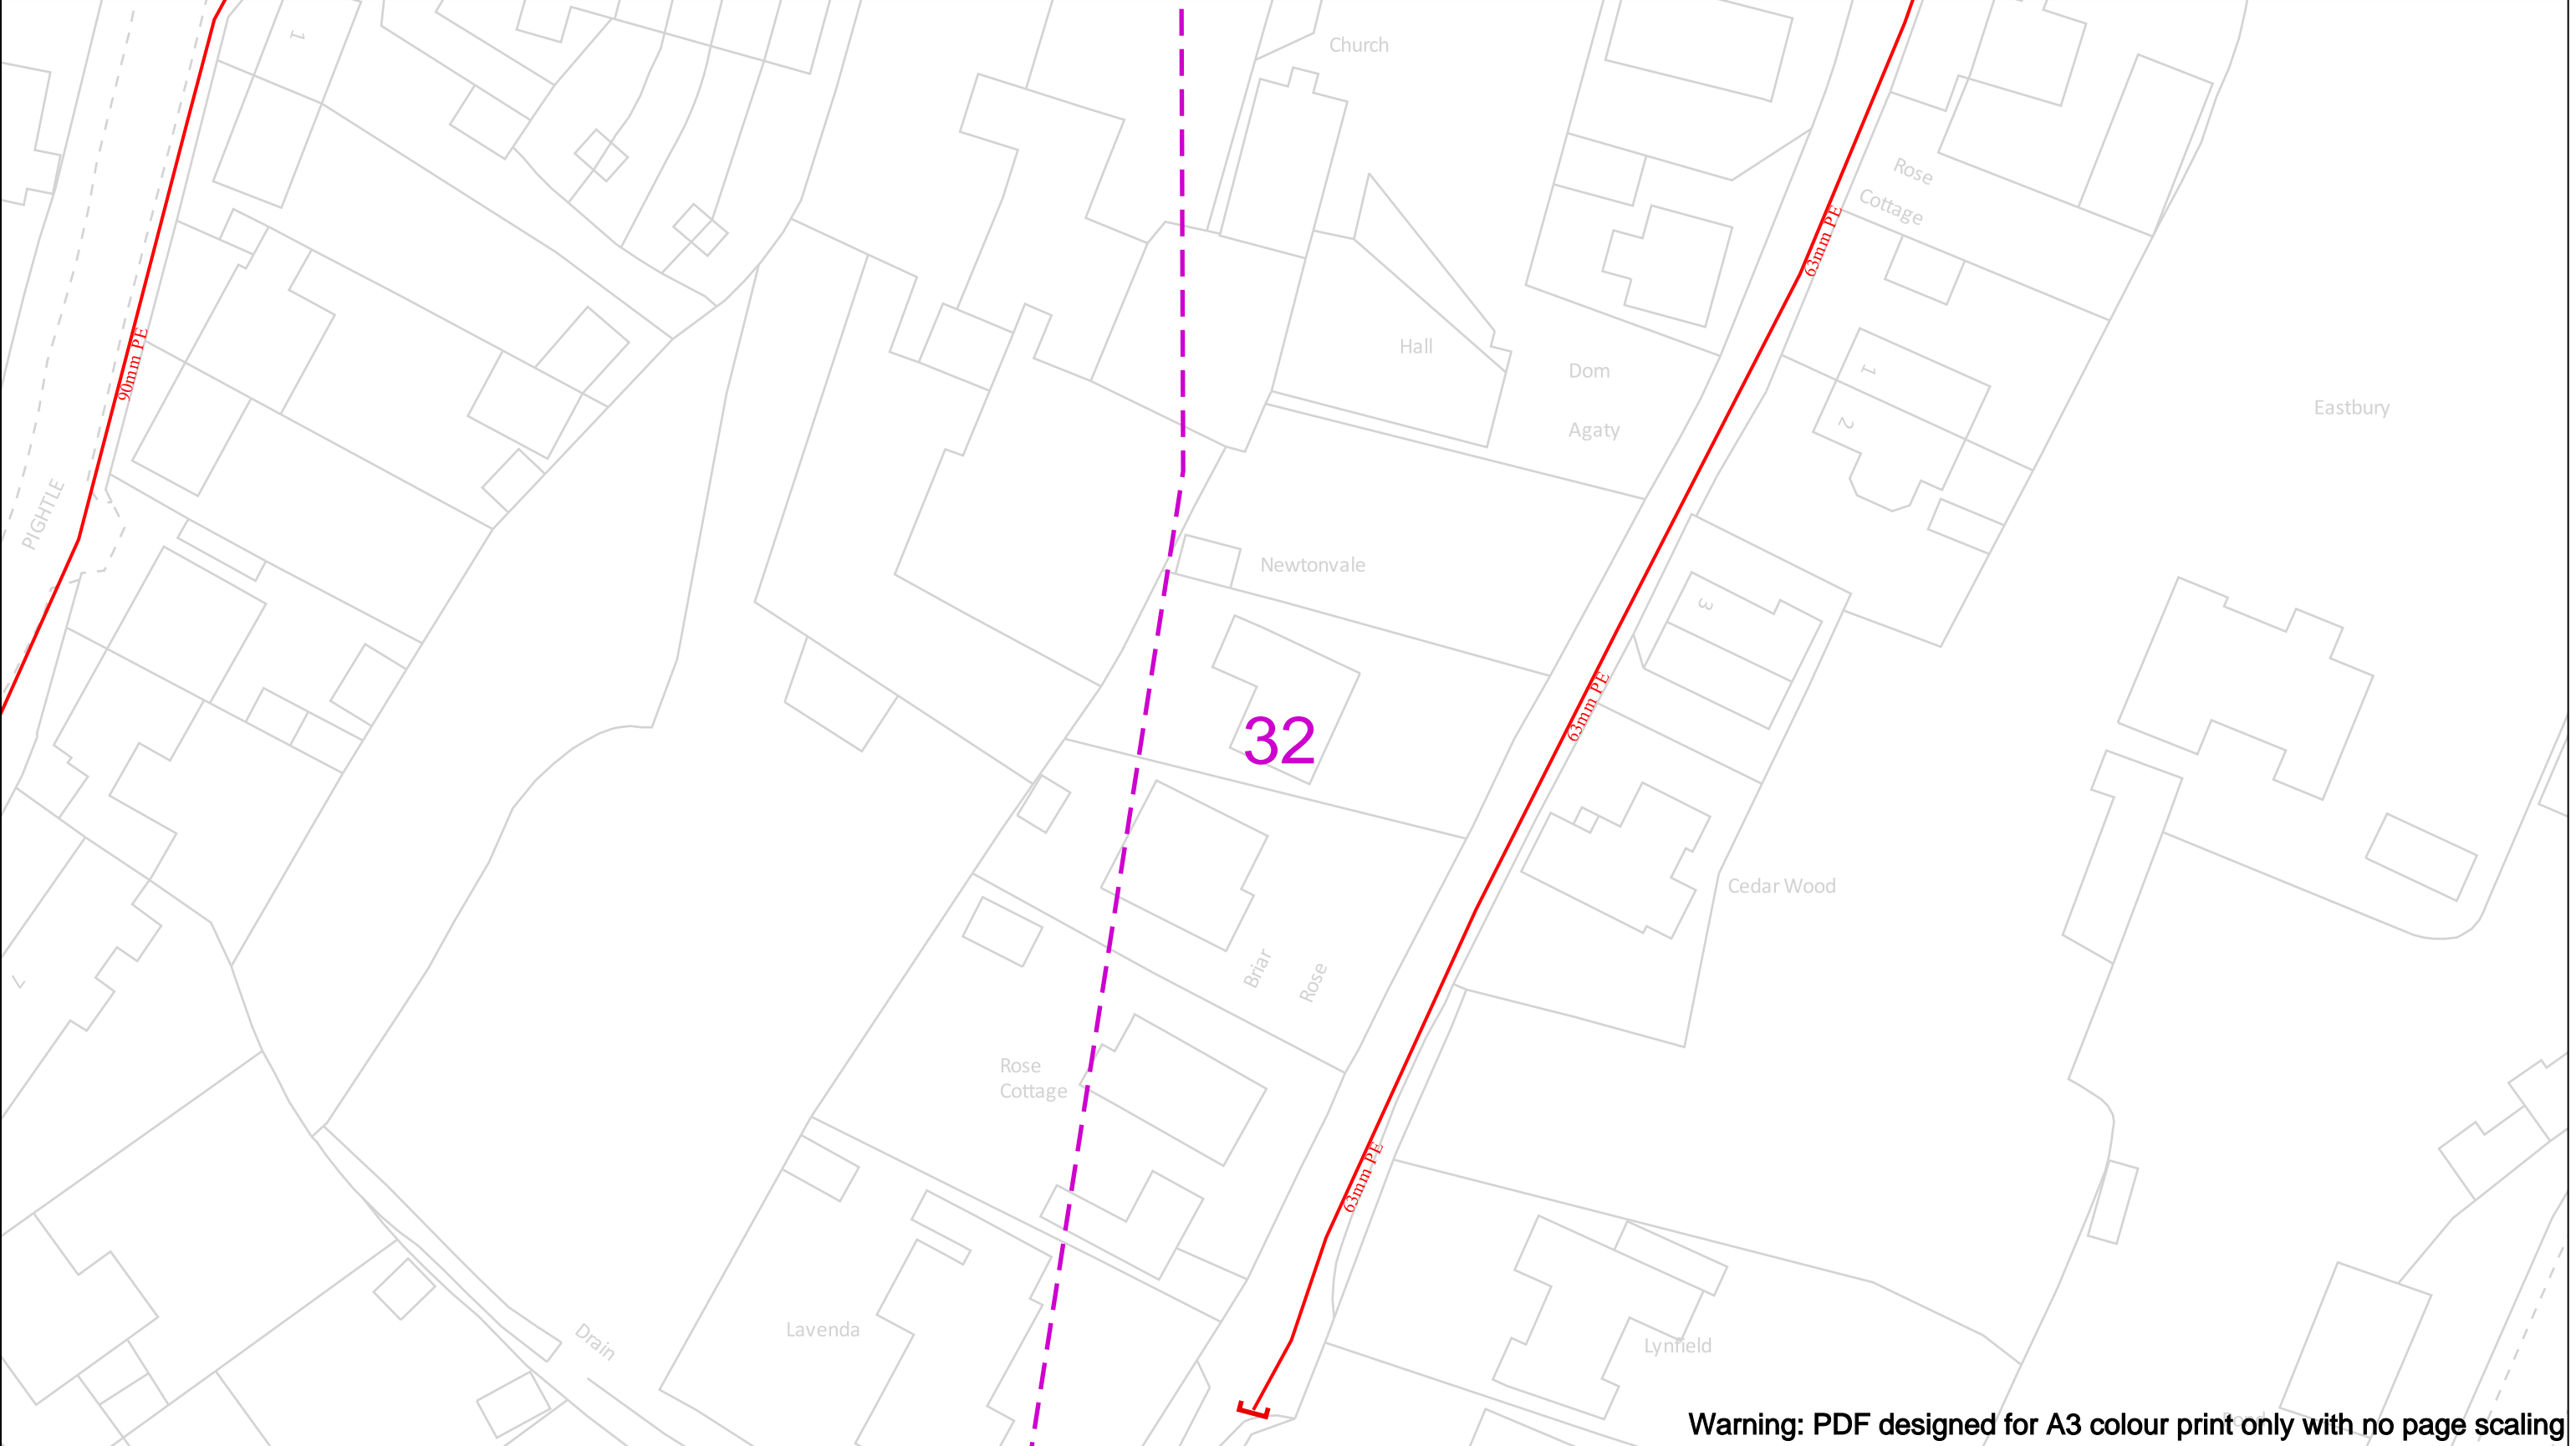 1
Church
Rose
Cottage
63mm PE
90mm PE
Hall
Dom
1
Eastbury
2
Agaty
PIGHTLE
Newtonvale
3
63mm PE
32
Cedar Wood
Briar
Rose
7
Rose
Cottage
63mm PE
Drain
Lavenda
Lynfield
Warning: PDF designed for A3 colour print only with no page scaling